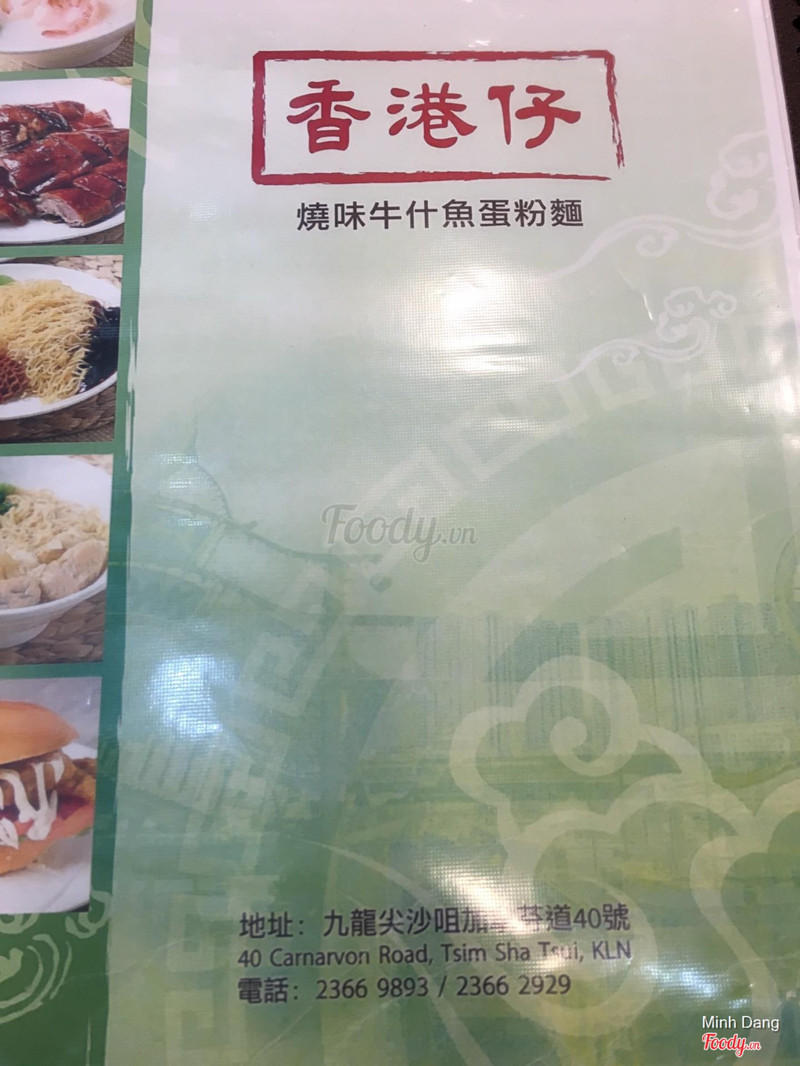 香港仔
燒味牛什魚蛋粉麵
Foody.vn
地址：九龍尖沙咀加拿芬道40號
40 Carnarvon Road, Tsim Sha Tsui, KLN
電話：2366 9893 / 2366 2929
Minh Dang
Foody.vn